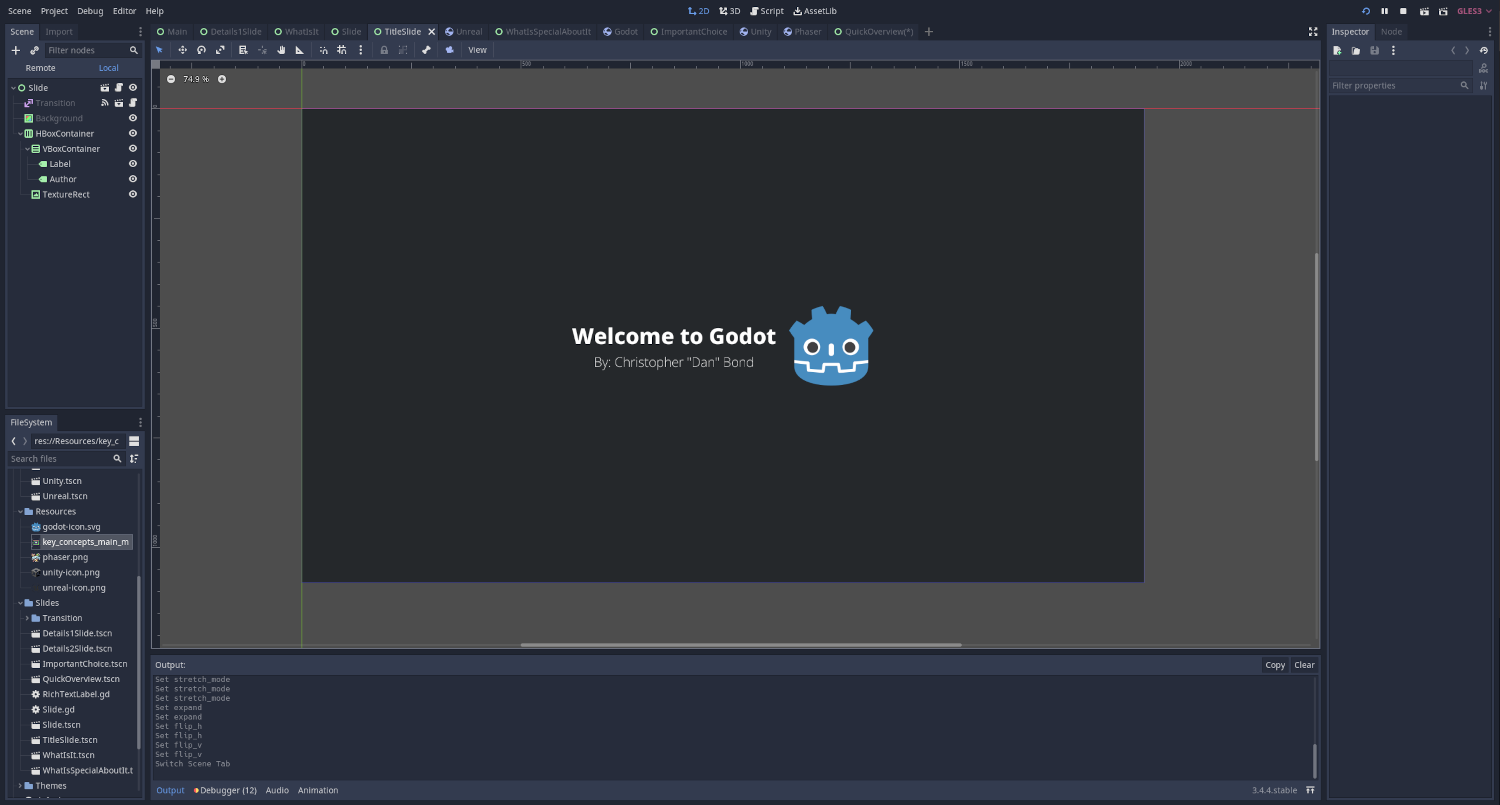 Scene Project Debug Editor Help
2D 3D Script AssetLib
GLES3
Scene Import
Filter nodes
Remote Local
Slide
Transition
Background
HBoxContainer
VBoxContainer
Label
Author
TextureRect
FileSystem
res://Resources/key_c
Search files
Unity.tscn
Unreal.tscn
Resources
godot-icon.svg
key_concepts_main_m
phaser.png
unity-icon.png
unreal-icon.png
Slides
Transition
Details1Slide.tscn
Details2Slide.tscn
ImportantChoice.tscn
QuickOverview.tscn
RichTextLabel.gd
Slide.gd
Slide.tscn
TitleSlide.tscn
WhatIsIt.tscn
WhatIsSpecialAboutIt.t
Themes
Main Details1Slide WhatIsIt Slide TitleSlide Unreal WhatIsSpecialAboutIt Godot ImportantChoice Unity Phaser QuickOverview(*)
View
0 500 1000 1500 2000
74.9 %
0
500
1000
Welcome to Godot
By: Christopher "Dan" Bond
Output:
Copy Clear
Set stretch_mode
Set stretch_mode
Set stretch_mode
Set expand
Set expand
Set flip_h
Set flip_h
Set flip_v
Set flip_v
Switch Scene Tab
Output Debugger (12) Audio Animation
3.4.4.stable
Inspector Node
DOC
Filter properties